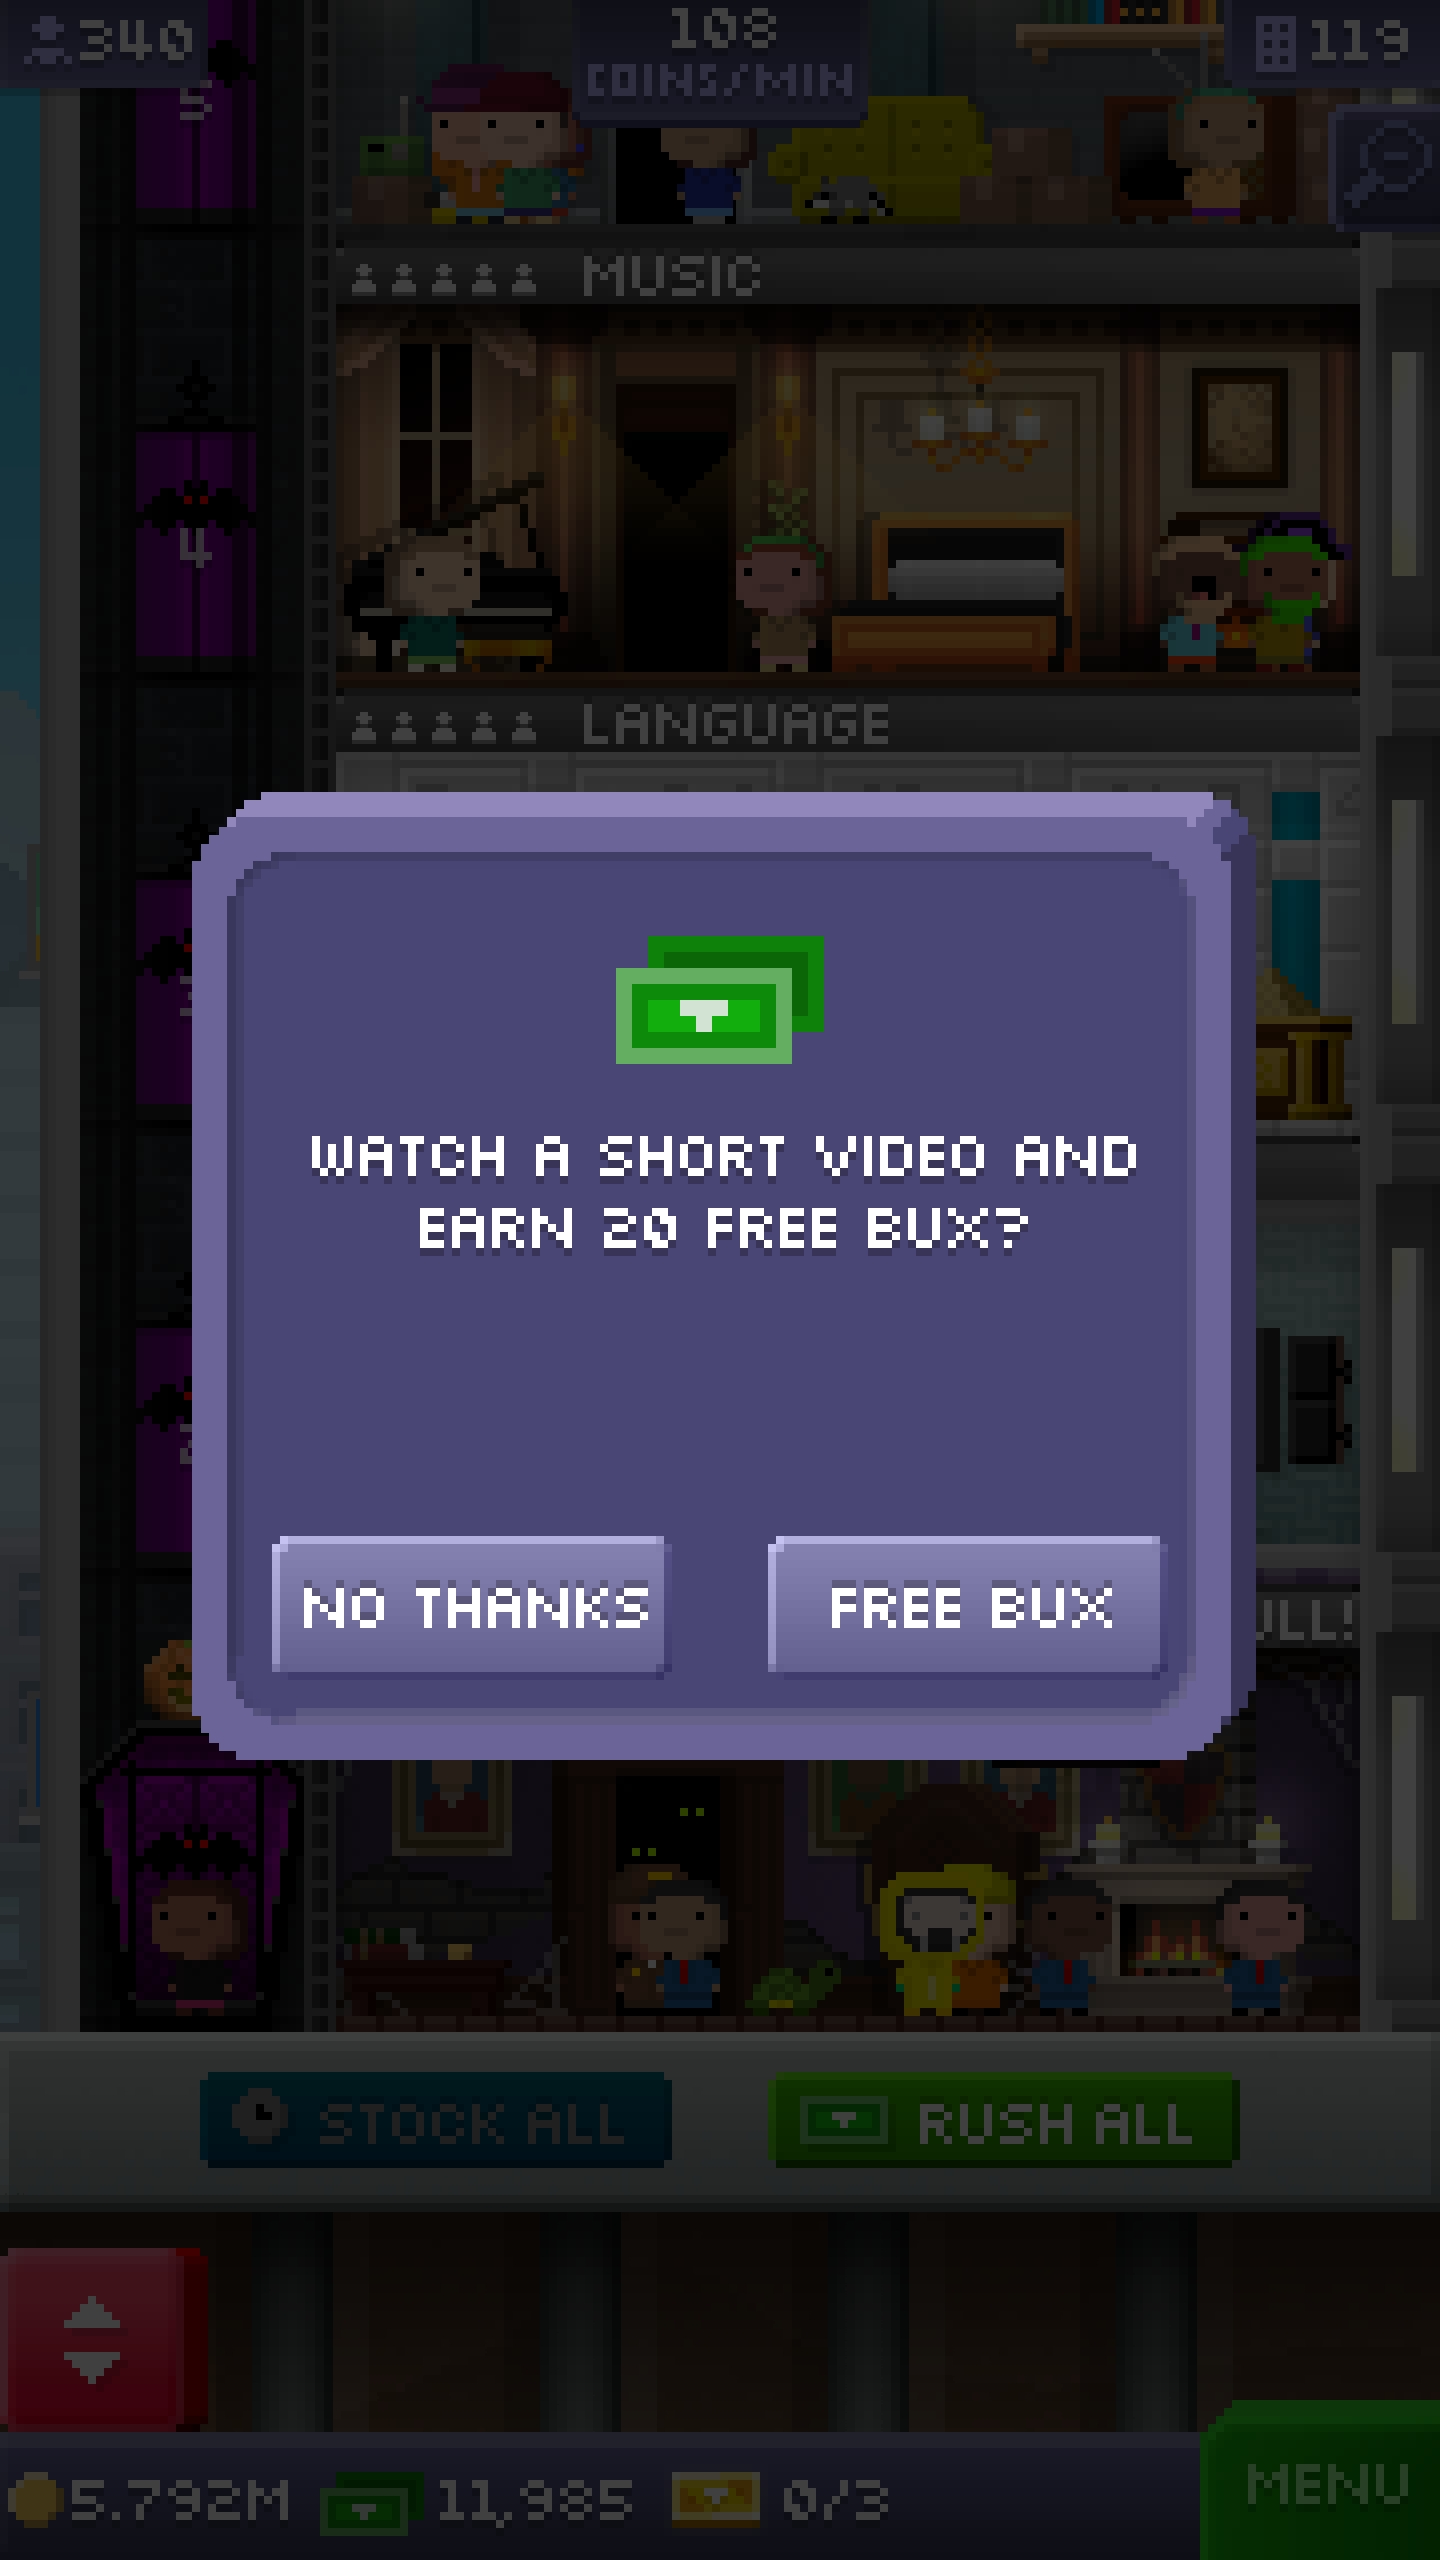 340
108
COINS/MIN
119
5
MUSIC
4
LANGUAGE
WATCH A SHORT VIDEO AND
EARN 20 FREE BUX?
NO THANKS
FREE BUX
STOCK ALL
RUSH ALL
5.792M
11,985
0/3
MENU